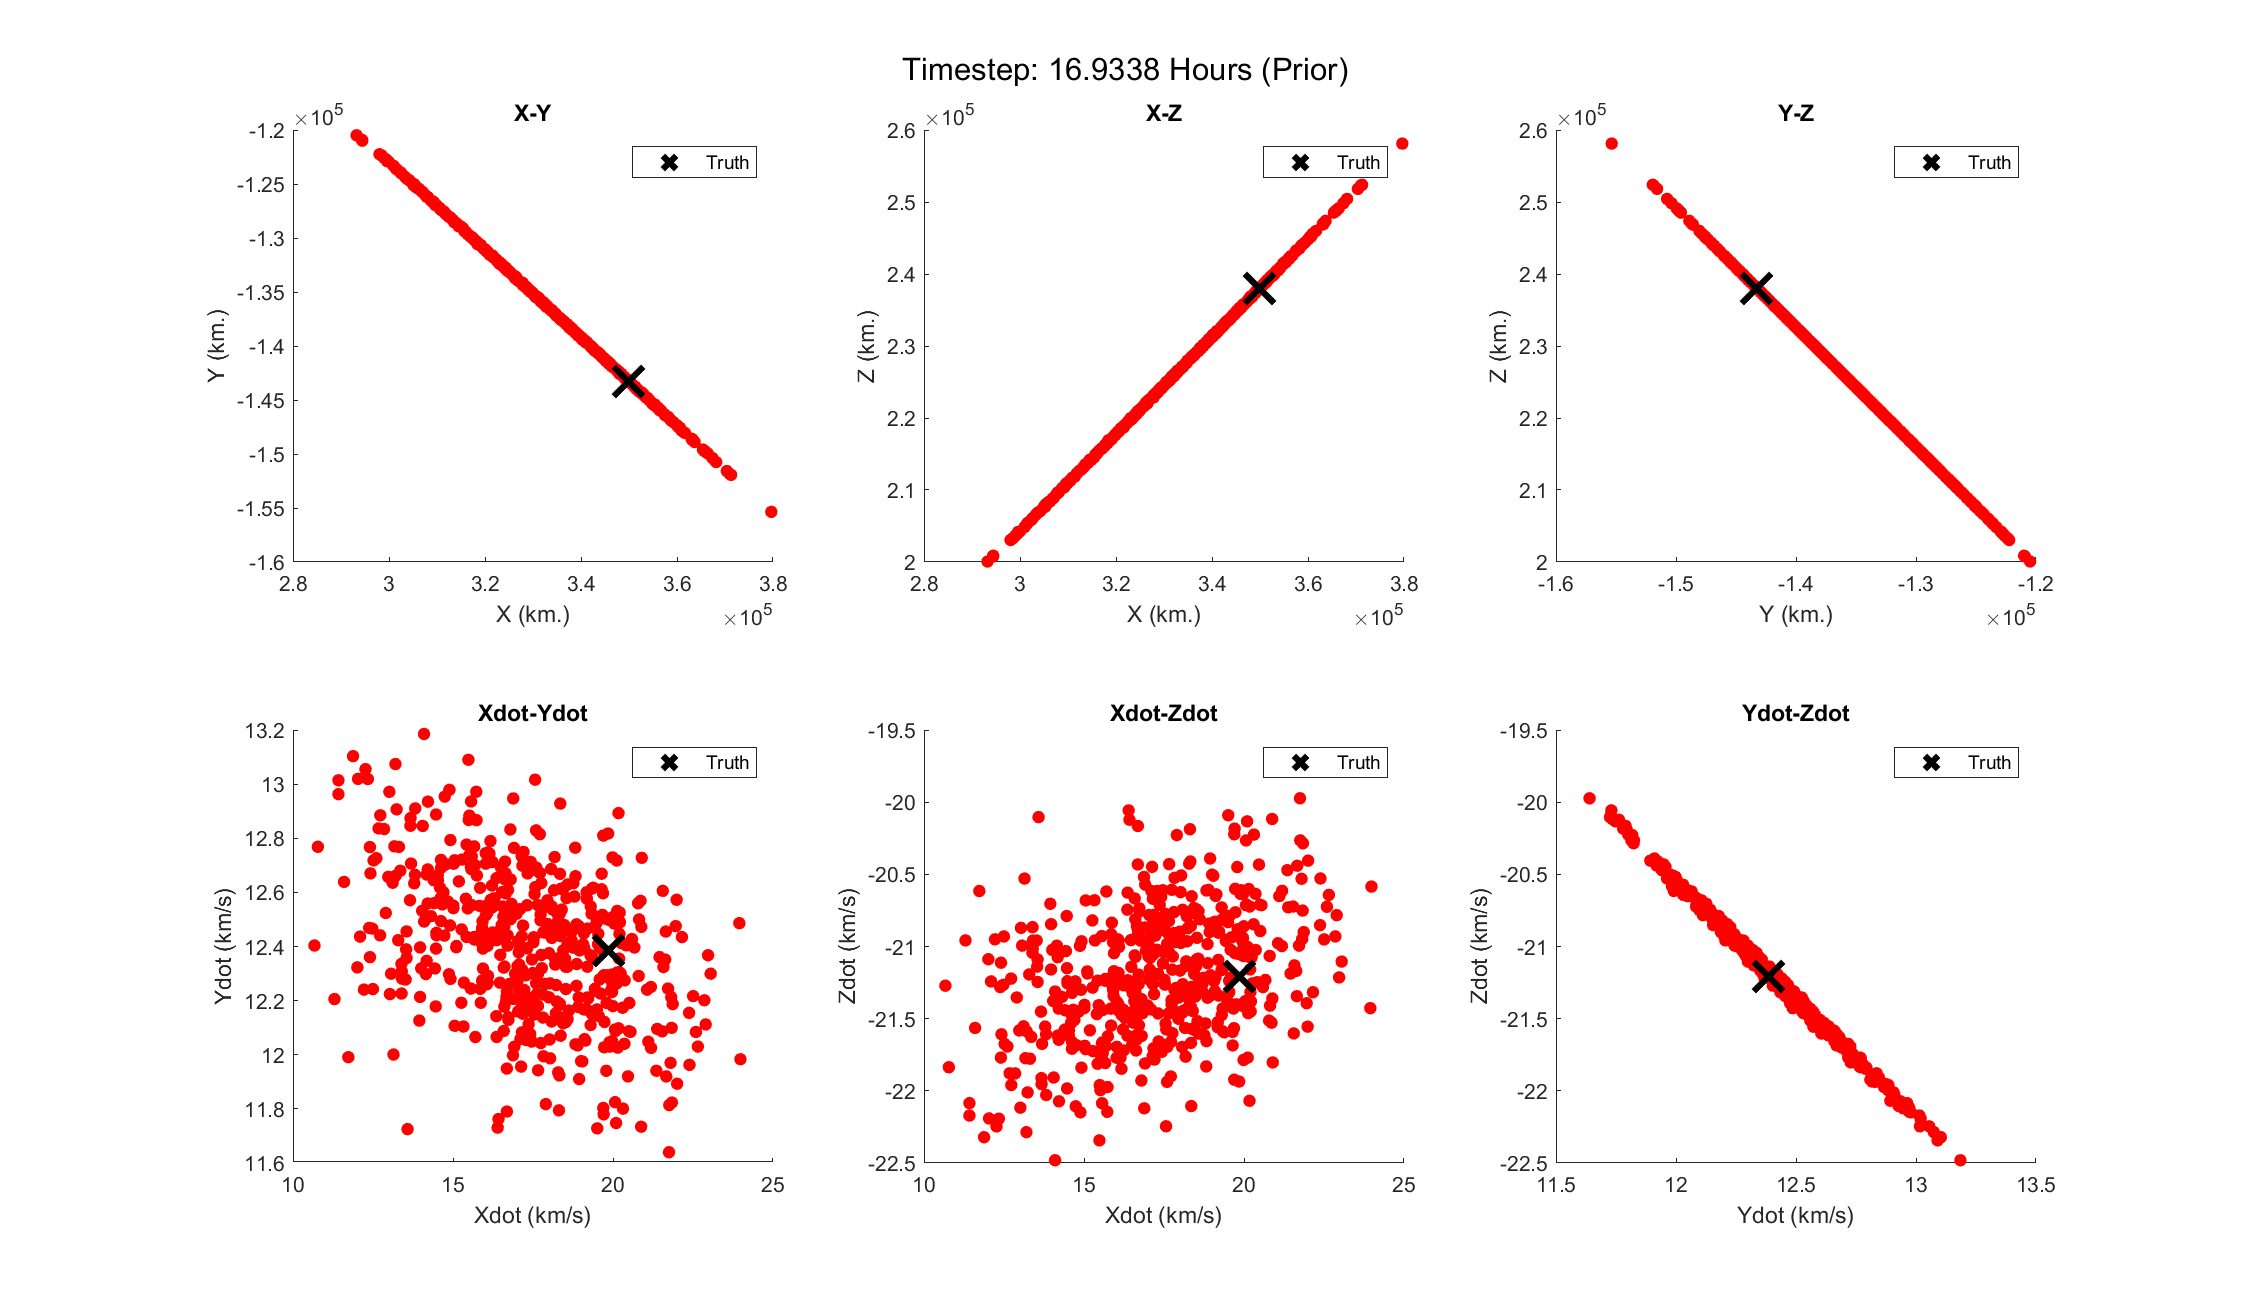 Timestep: 16.9338 Hours (Prior)
X-Y
×10^5
-1.2
-1.25
-1.3
-1.35
-1.4
-1.45
-1.5
-1.55
-1.6
Y (km.)
Truth
2.8 3 3.2 3.4 3.6 3.8
X (km.)
×10^5
X-Z
×10^5
2.6
2.5
2.4
2.3
2.2
2.1
2
Z (km.)
Truth
2.8 3 3.2 3.4 3.6 3.8
X (km.)
×10^5
Y-Z
×10^5
2.6
2.5
2.4
2.3
2.2
2.1
2
Z (km.)
Truth
-1.6 -1.5 -1.4 -1.3 -1.2
Y (km.)
×10^5
Xdot-Ydot
13.2
13
12.8
12.6
12.4
12.2
12
11.8
11.6
Ydot (km/s)
Truth
10 15 20 25
Xdot (km/s)
Xdot-Zdot
-19.5
-20
-20.5
-21
-21.5
-22
-22.5
Zdot (km/s)
Truth
10 15 20 25
Xdot (km/s)
Ydot-Zdot
-19.5
-20
-20.5
-21
-21.5
-22
-22.5
Zdot (km/s)
Truth
11.5 12 12.5 13 13.5
Ydot (km/s)